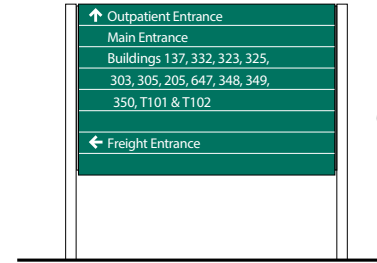 ↑ Outpatient Entrance
Main Entrance
Buildings 137, 332, 323, 325,
303, 305, 205, 647, 348, 349,
350, T101 & T102
← Freight Entrance